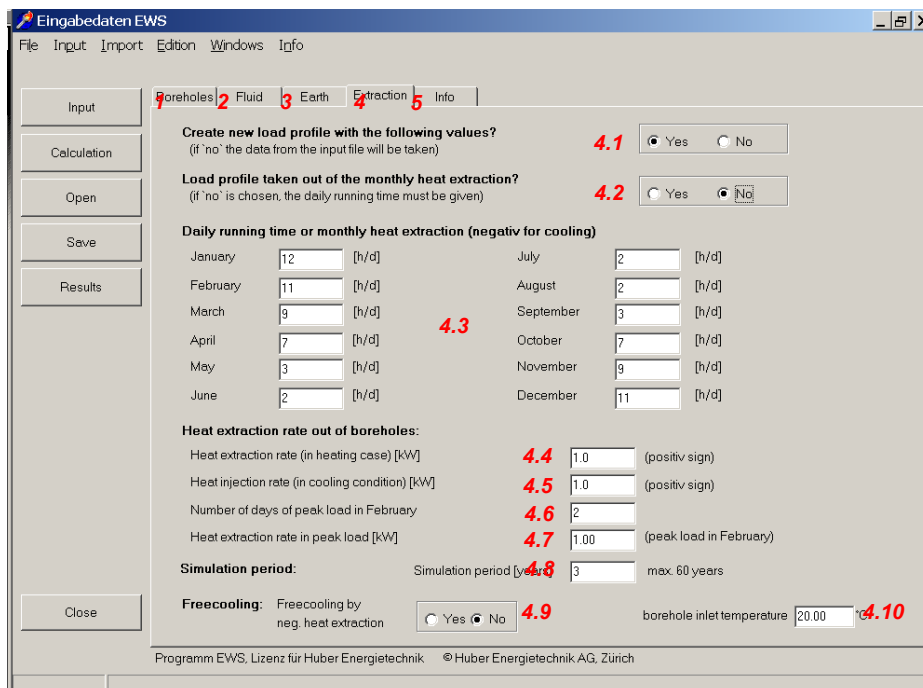 Eingabedaten EWS
File Input Import Edition Windows Info
Input
Calculation
Open
Save
Results
Close
Boreholes Fluid Earth Extraction Info
1 2 3 4 5
Create new load profile with the following values?
(if `no` the data from the input file will be taken)
4.1 Yes No
Load profile taken out of the monthly heat extraction?
(if `no` is chosen, the daily running time must be given)
4.2 Yes No
Daily running time or monthly heat extraction (negativ for cooling)
January 12 [h/d] July 2 [h/d]
February 11 [h/d] August 2 [h/d]
March 9 [h/d] September 3 [h/d]
4.3
April 7 [h/d] October 7 [h/d]
May 3 [h/d] November 9 [h/d]
June 2 [h/d] December 11 [h/d]
Heat extraction rate out of boreholes:
Heat extraction rate (in heating case) [kW] 4.4 1.0 (positiv sign)
Heat injection rate (in cooling condition) [kW] 4.5 1.0 (positiv sign)
Number of days of peak load in February 4.6 2
Heat extraction rate in peak load [kW] 4.7 1.00 (peak load in February)
Simulation period: Simulation period [years] 4.8 3 max. 60 years
Freecooling: Freecooling by
neg. heat extraction Yes No 4.9 borehole inlet temperature 20.00 °C 4.10
Programm EWS, Lizenz für Huber Energietechnik © Huber Energietechnik AG, Zürich